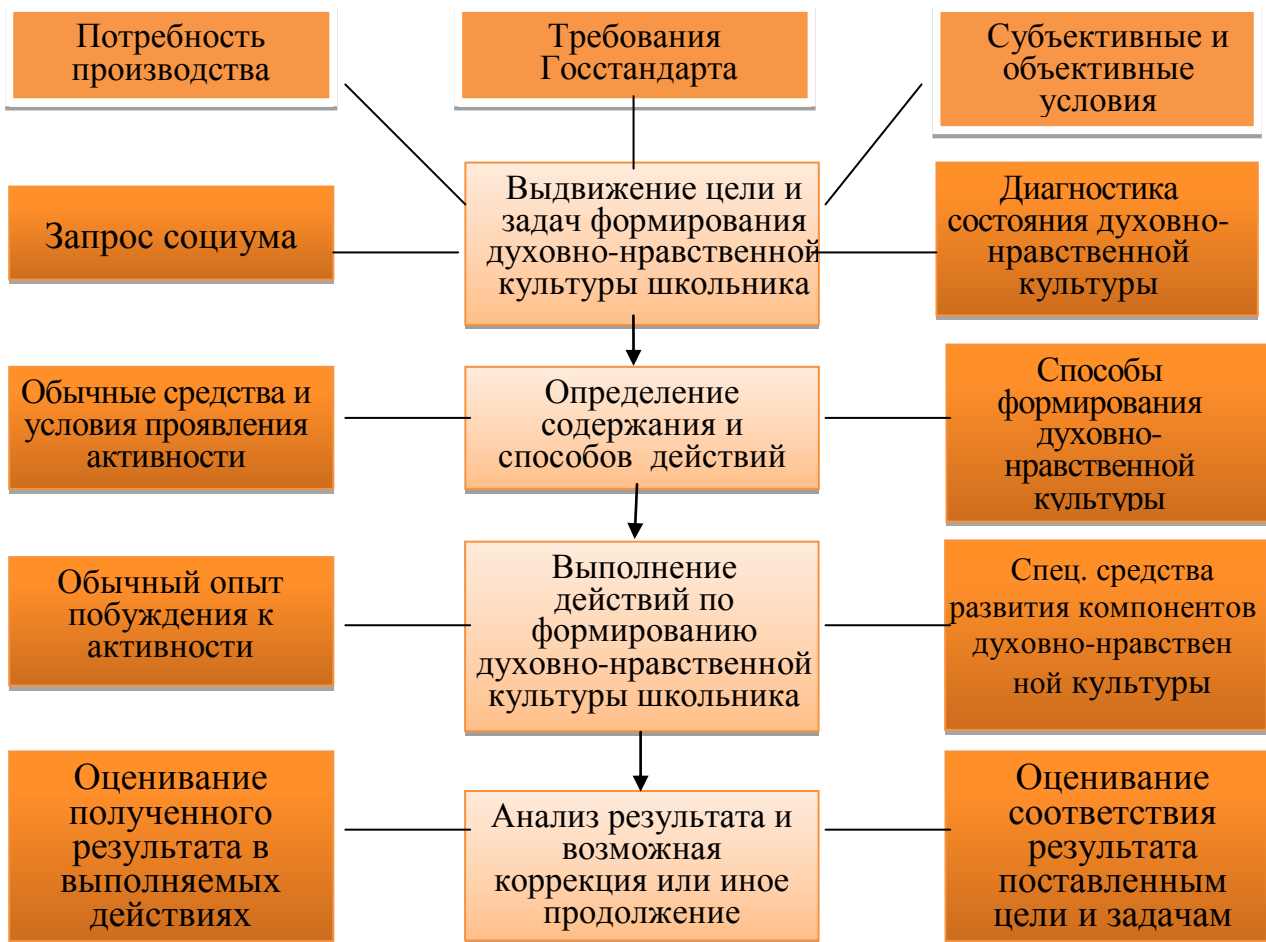 Потребность
производства
Требования
Госстандарта
Субъективные и
объективные
условия
Запрос социума
Выдвижение цели и
задач формирования
духовно-нравственной
культуры школьника
Диагностика
состояния духовно-
нравственной
культуры
Обычные средства и
условия проявления
активности
Определение
содержания и
способов действий
Способы
формирования
духовно-
нравственной
культуры
Обычный опыт
побуждения к
активности
Выполнение
действий по
формированию
духовно-нравственной
культуры школьника
Спец. средства
развития компонентов
духовно-нравствен
ной культуры
Оценивание
полученного
результата в
выполняемых
действиях
Анализ результата и
возможная
коррекция или иное
продолжение
Оценивание
соответствия
результата
поставленным
цели и задачам